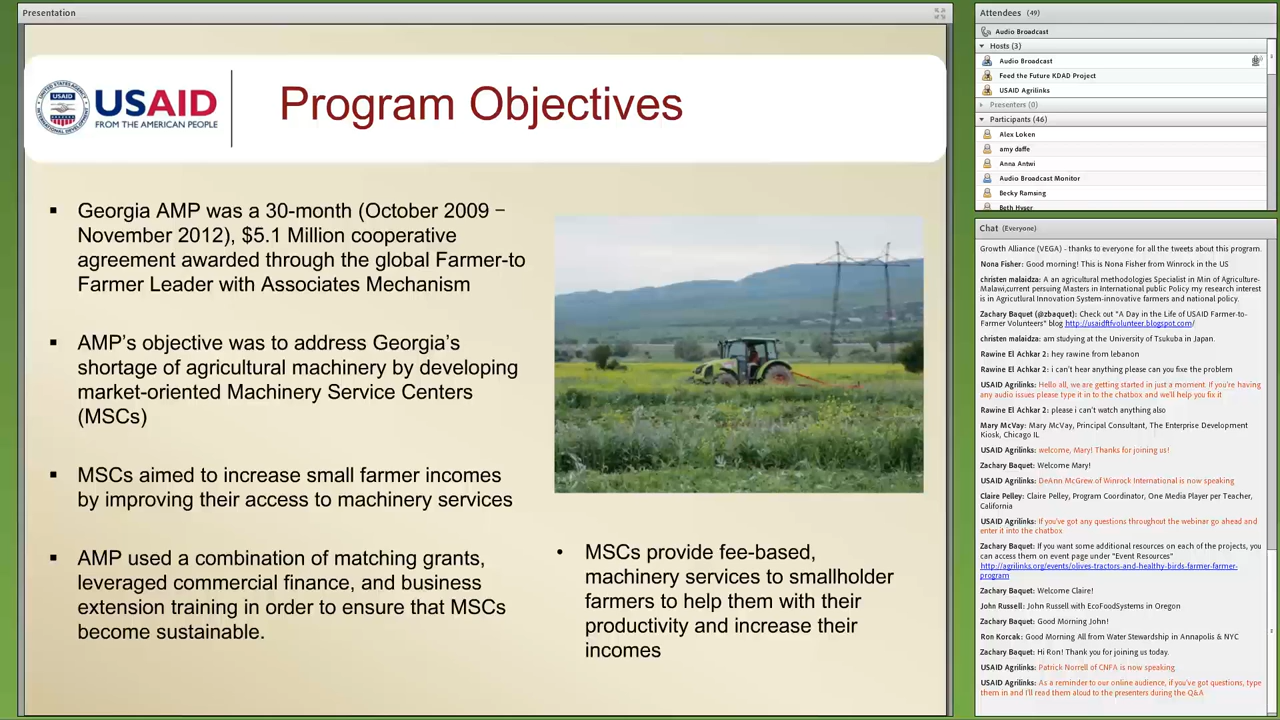 Presentation
USAID
FROM THE AMERICAN PEOPLE
Program Objectives
▪ Georgia AMP was a 30-month (October 2009 –
November 2012), $5.1 Million cooperative
agreement awarded through the global Farmer-to
Farmer Leader with Associates Mechanism
▪ AMP's objective was to address Georgia's
shortage of agricultural machinery by developing
market-oriented Machinery Service Centers
(MSCs)
▪ MSCs aimed to increase small farmer incomes
by improving their access to machinery services
▪ AMP used a combination of matching grants,
leveraged commercial finance, and business
extension training in order to ensure that MSCs
become sustainable.
• MSCs provide fee-based,
machinery services to smallholder
farmers to help them with their
productivity and increase their
incomes
Attendees (49)
Audio Broadcast
Hosts (3)
Audio Broadcast
Feed the Future KDAD Project
USAID Agrilinks
Presenters (0)
Participants (46)
Alex Loken
amy daffe
Anna Antwi
Audio Broadcast Monitor
Becky Ramsing
Beth Hyser
Chat (Everyone)
Growth Alliance (VEGA) - thanks to everyone for all the tweets about this program.
Nona Fisher: Good morning! This is Nona Fisher from Winrock in the US
christen malaidza: A an agricultural methodologies Specialist in Min of Agriculture-
Malawi,current persuing Masters in International public Policy my research interest
is in Agricutlural Innovation System-innovative farmers and national policy.
Zachary Baquet (@zbaquet): Check out "A Day in the Life of USAID Farmer-to-
Farmer Volunteers" blog http://usaidftfvolunteer.blogspot.com/
christen malaidza: am studying at the University of Tsukuba in Japan.
Rawine El Achkar 2: hey rawine from lebanon
Rawine El Achkar 2: i can't hear anything please can you fix the problem
USAID Agrilinks: Hello all, we are getting started in just a moment. If you're having
any audio issues please type it in to the chatbox and we'll help you fix it
Rawine El Achkar 2: please i can't watch anything also
Mary McVay: Mary McVay, Principal Consultant, The Enterprise Development
Kiosk, Chicago IL
USAID Agrilinks: welcome, Mary! Thanks for joining us!
Zachary Baquet: Welcome Mary!
USAID Agrilinks: DeAnn McGrew of Winrock International is now speaking
Claire Pelley: Claire Pelley, Program Coordinator, One Media Player per Teacher,
California
USAID Agrilinks: If you've got any questions throughout the webinar go ahead and
enter it into the chatbox
Zachary Baquet: If you want some additional resources on each of the projects, you
can access them on event page under "Event Resources"
http://agrilinks.org/events/olives-tractors-and-healthy-birds-farmer-farmer-
program
Zachary Baquet: Welcome Claire!
John Russell: John Russell with EcoFoodSystems in Oregon
Zachary Baquet: Good Morning John!
Ron Korcak: Good Morning All from Water Stewardship in Annapolis & NYC
Zachary Baquet: Hi Ron! Thank you for joining us today.
USAID Agrilinks: Patrick Norrell of CNFA is now speaking
USAID Agrilinks: As a reminder to our online audience, if you've got questions, type
them in and I'll read them aloud to the presenters during the Q&A